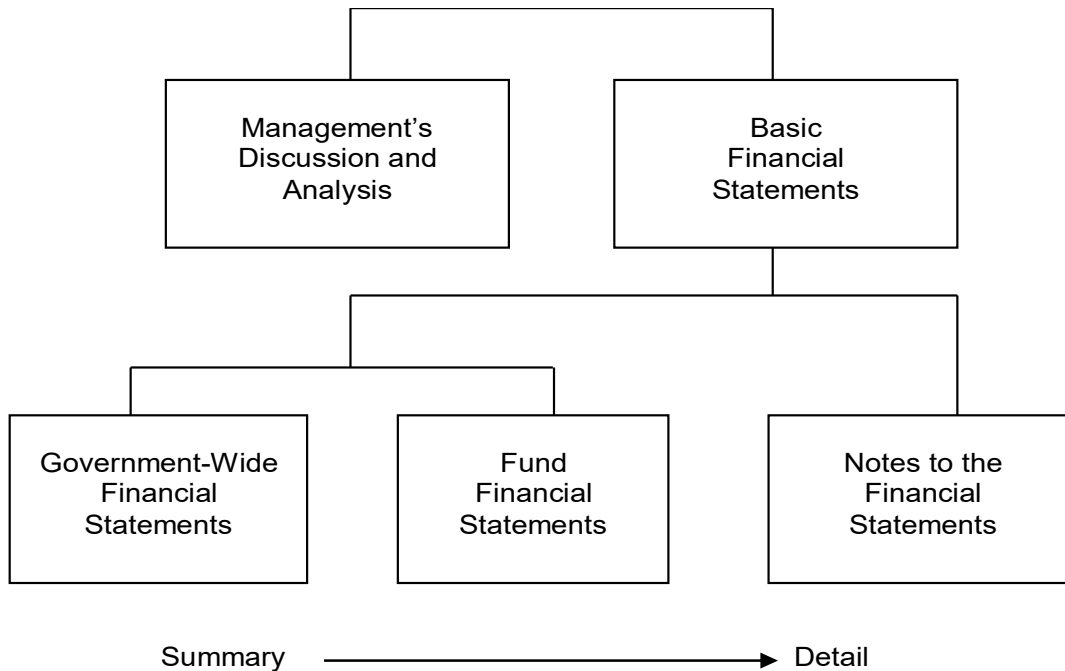 Management’s
Discussion and
Analysis
Basic
Financial
Statements
Government-Wide
Financial
Statements
Fund
Financial
Statements
Notes to the
Financial
Statements
Summary
Detail